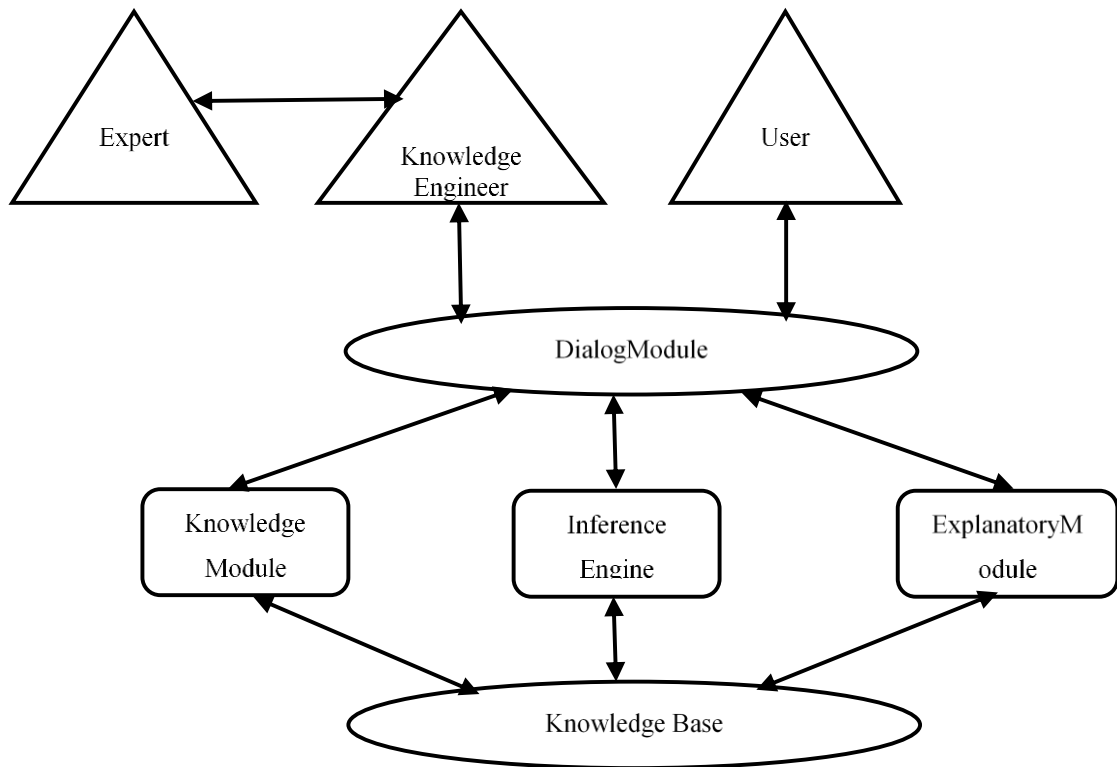 Expert
Knowledge
Engineer
User
DialogModule
Knowledge
Module
Inference
Engine
ExplanatoryM
odule
Knowledge Base